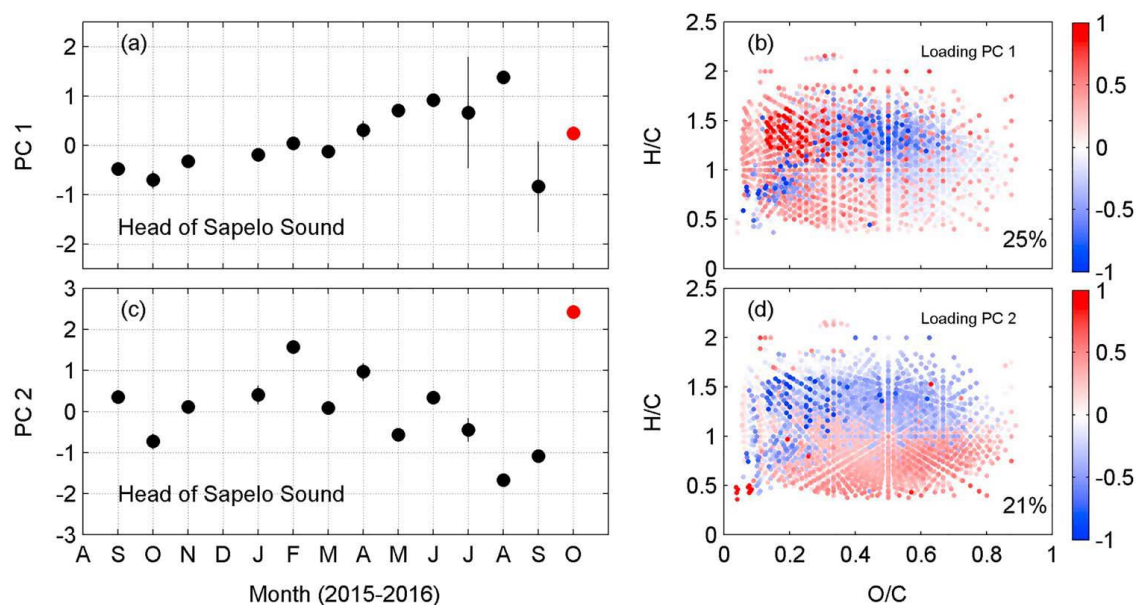 (a)
PC 1
2
1
0
-1
-2
Head of Sapelo Sound
(b)
Loading PC 1
H/C
2.5
2
1.5
1
0.5
0
25%
1
0.5
0
-0.5
-1
(c)
PC 2
3
2
1
0
-1
-2
-3
Head of Sapelo Sound
A S O N D J F M A M J J A S O
Month (2015-2016)
(d)
Loading PC 2
H/C
2.5
2
1.5
1
0.5
0
21%
0 0.2 0.4 0.6 0.8 1
O/C
1
0.5
0
-0.5
-1